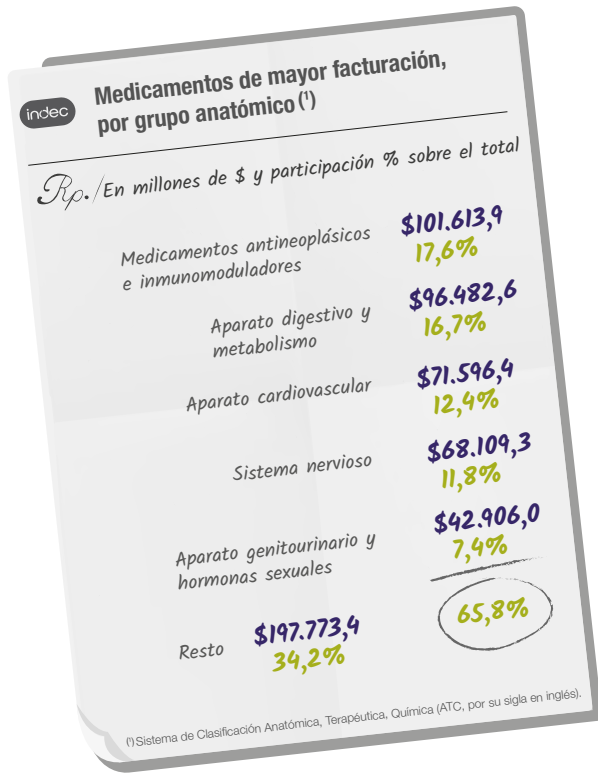 indec
Medicamentos de mayor facturación,
por grupo anatómico (¹)
Rp./En millones de $ y participación % sobre el total
Medicamentos antineoplásicos
e inmunomoduladores
$101.613,9
17,6%
Aparato digestivo y
metabolismo
$96.482,6
16,7%
Aparato cardiovascular
$71.596,4
12,4%
Sistema nervioso
$68.109,3
11,8%
Aparato genitourinario y
hormonas sexuales
$42.906,0
7,4%
65,8%
Resto
$197.773,4
34,2%
(¹) Sistema de Clasificación Anatómica, Terapéutica, Química (ATC, por su sigla en inglés).